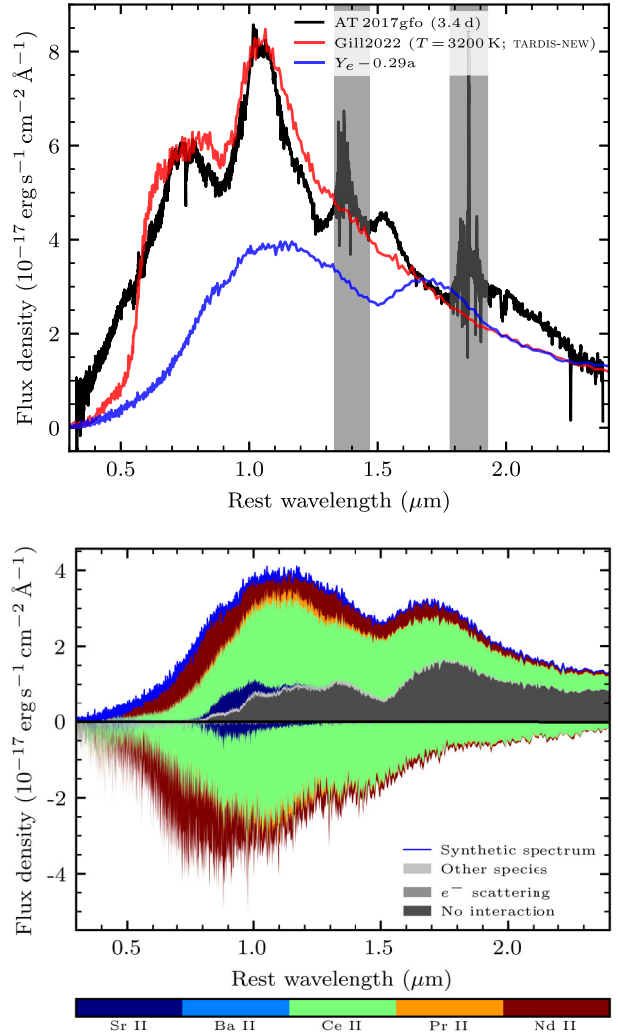 AT 2017gfo (3.4 d)
Gill2022 (T = 3200 K; TARDIS-NEW)
Yₑ − 0.29a
8
6
4
2
0
Flux density (10⁻¹⁷ erg s⁻¹ cm⁻² Å⁻¹)
0.5 1.0 1.5 2.0
Rest wavelength (μm)
4
2
0
-2
-4
Flux density (10⁻¹⁷ erg s⁻¹ cm⁻² Å⁻¹)
Synthetic spectrum
Other species
e⁻ scattering
No interaction
0.5 1.0 1.5 2.0
Rest wavelength (μm)
Sr II Ba II Ce II Pr II Nd II